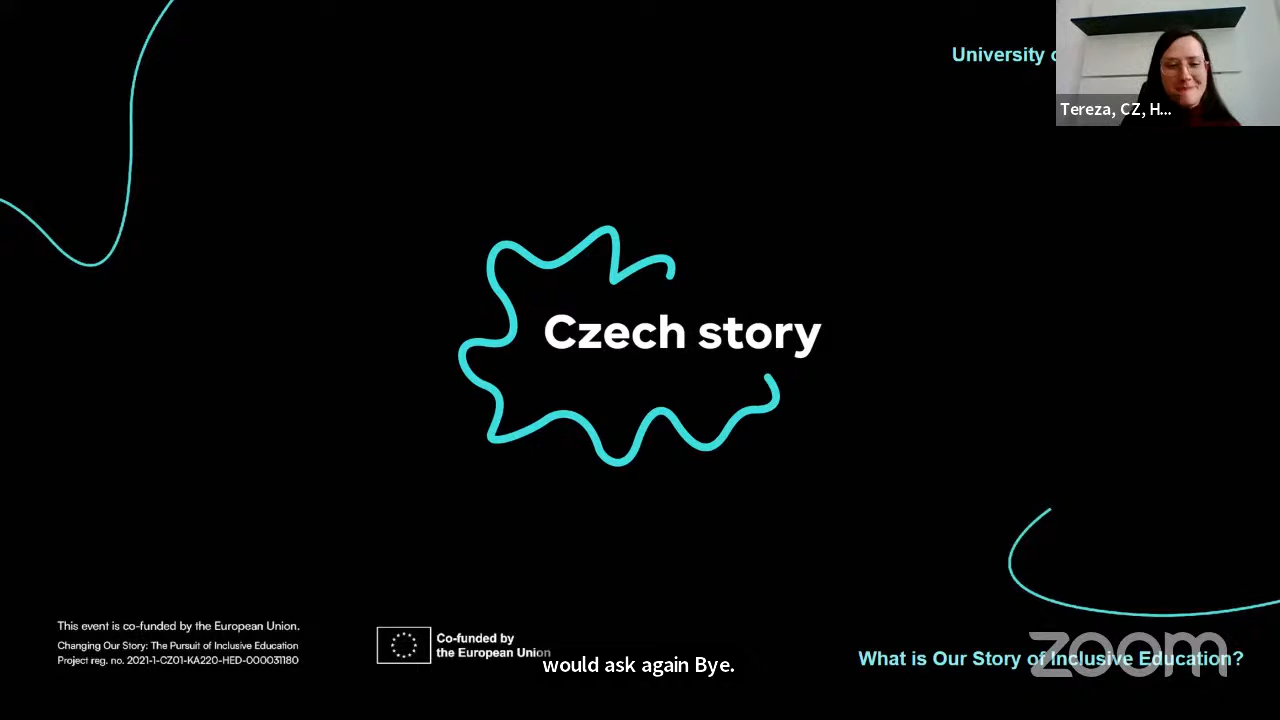 University
Tereza, CZ, H...
Czech story
This event is co-funded by the European Union.
Changing Our Story: The Pursuit of Inclusive Education
Project reg. no. 2021-1-CZ01-KA220-HED-000031180
Co-funded by
the European Union
would ask again Bye.
What is Our Story of Inclusive Education?
zoom